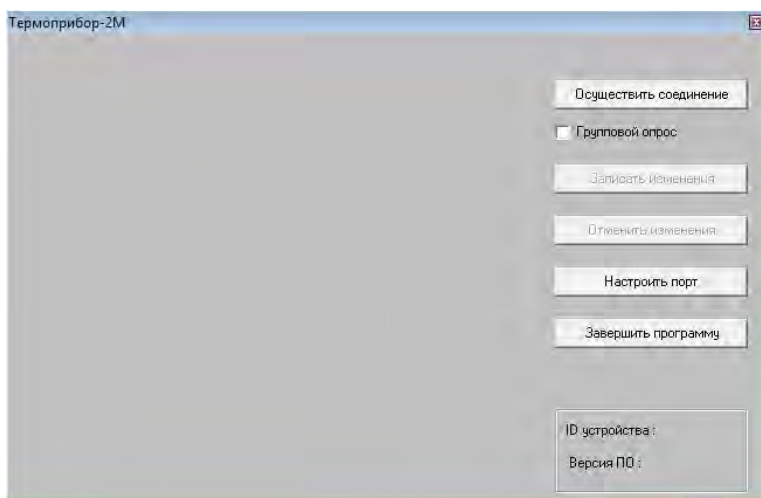 Термоприбор-2М
Осуществить соединение
Групповой опрос
Записать изменения
Отменить изменения
Настроить порт
Завершить программу
ID устройства :
Версия ПО :